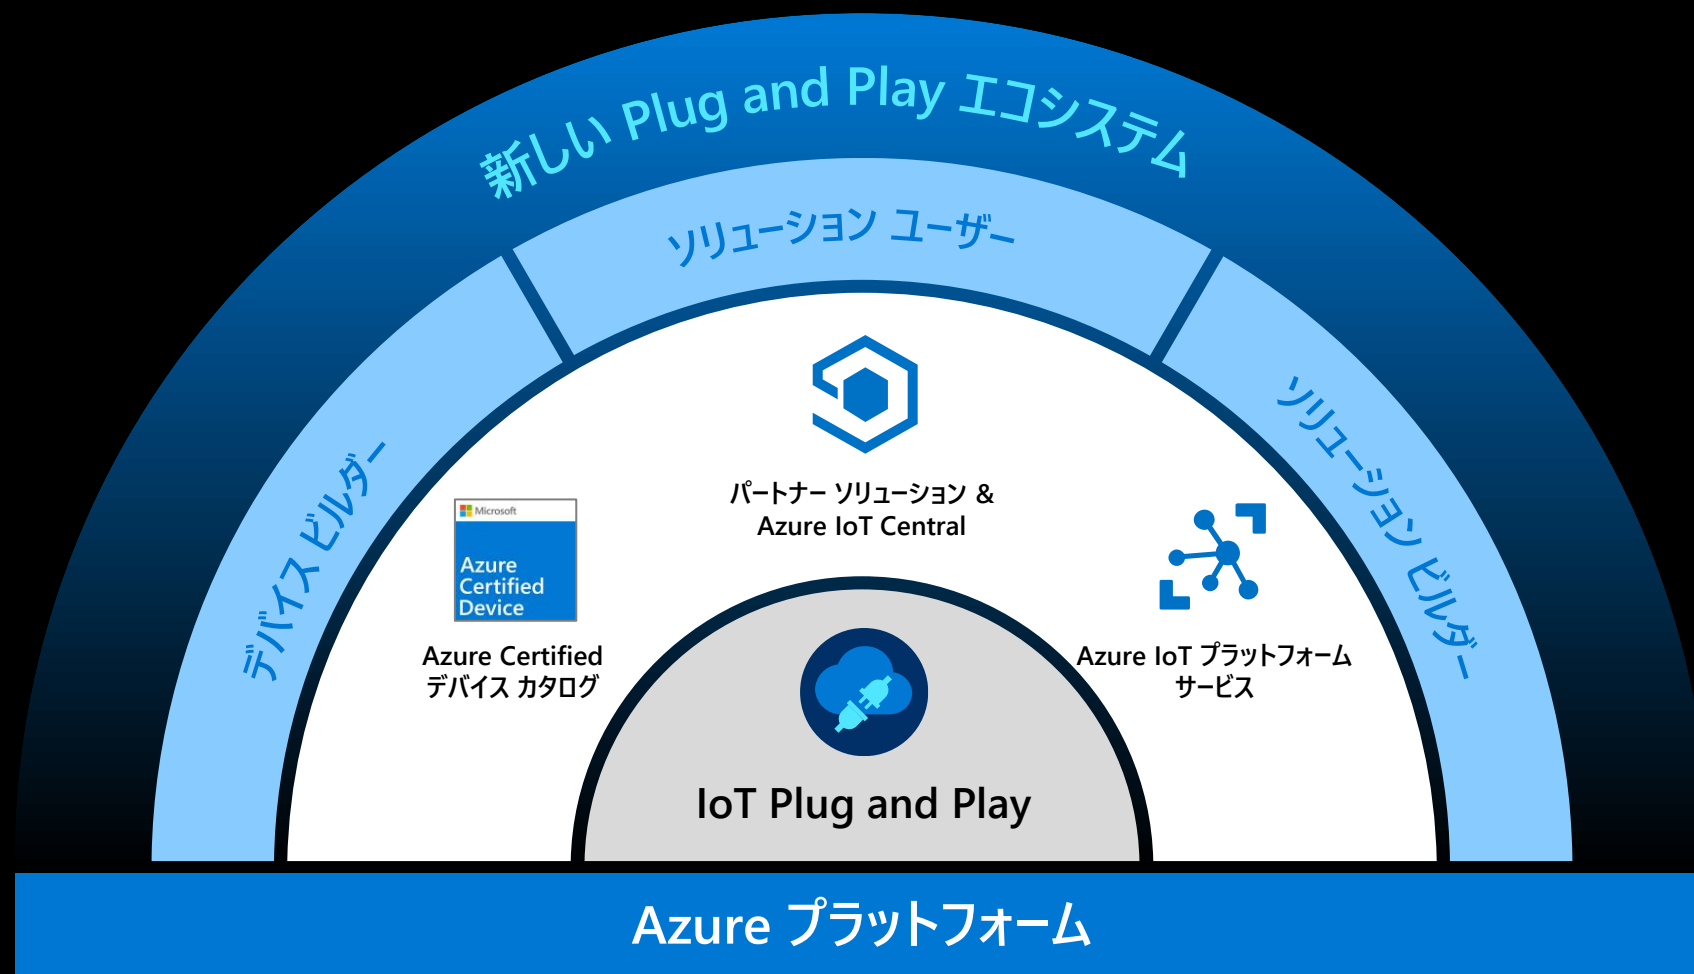 新しい Plug and Play エコシステム
ソリューション ユーザー
デバイス ビルダー
ソリューション ビルダー
パートナー ソリューション &
Azure IoT Central
Microsoft
Azure
Certified
Device
Azure Certified
デバイス カタログ
Azure IoT プラットフォーム
サービス
IoT Plug and Play
Azure プラットフォーム